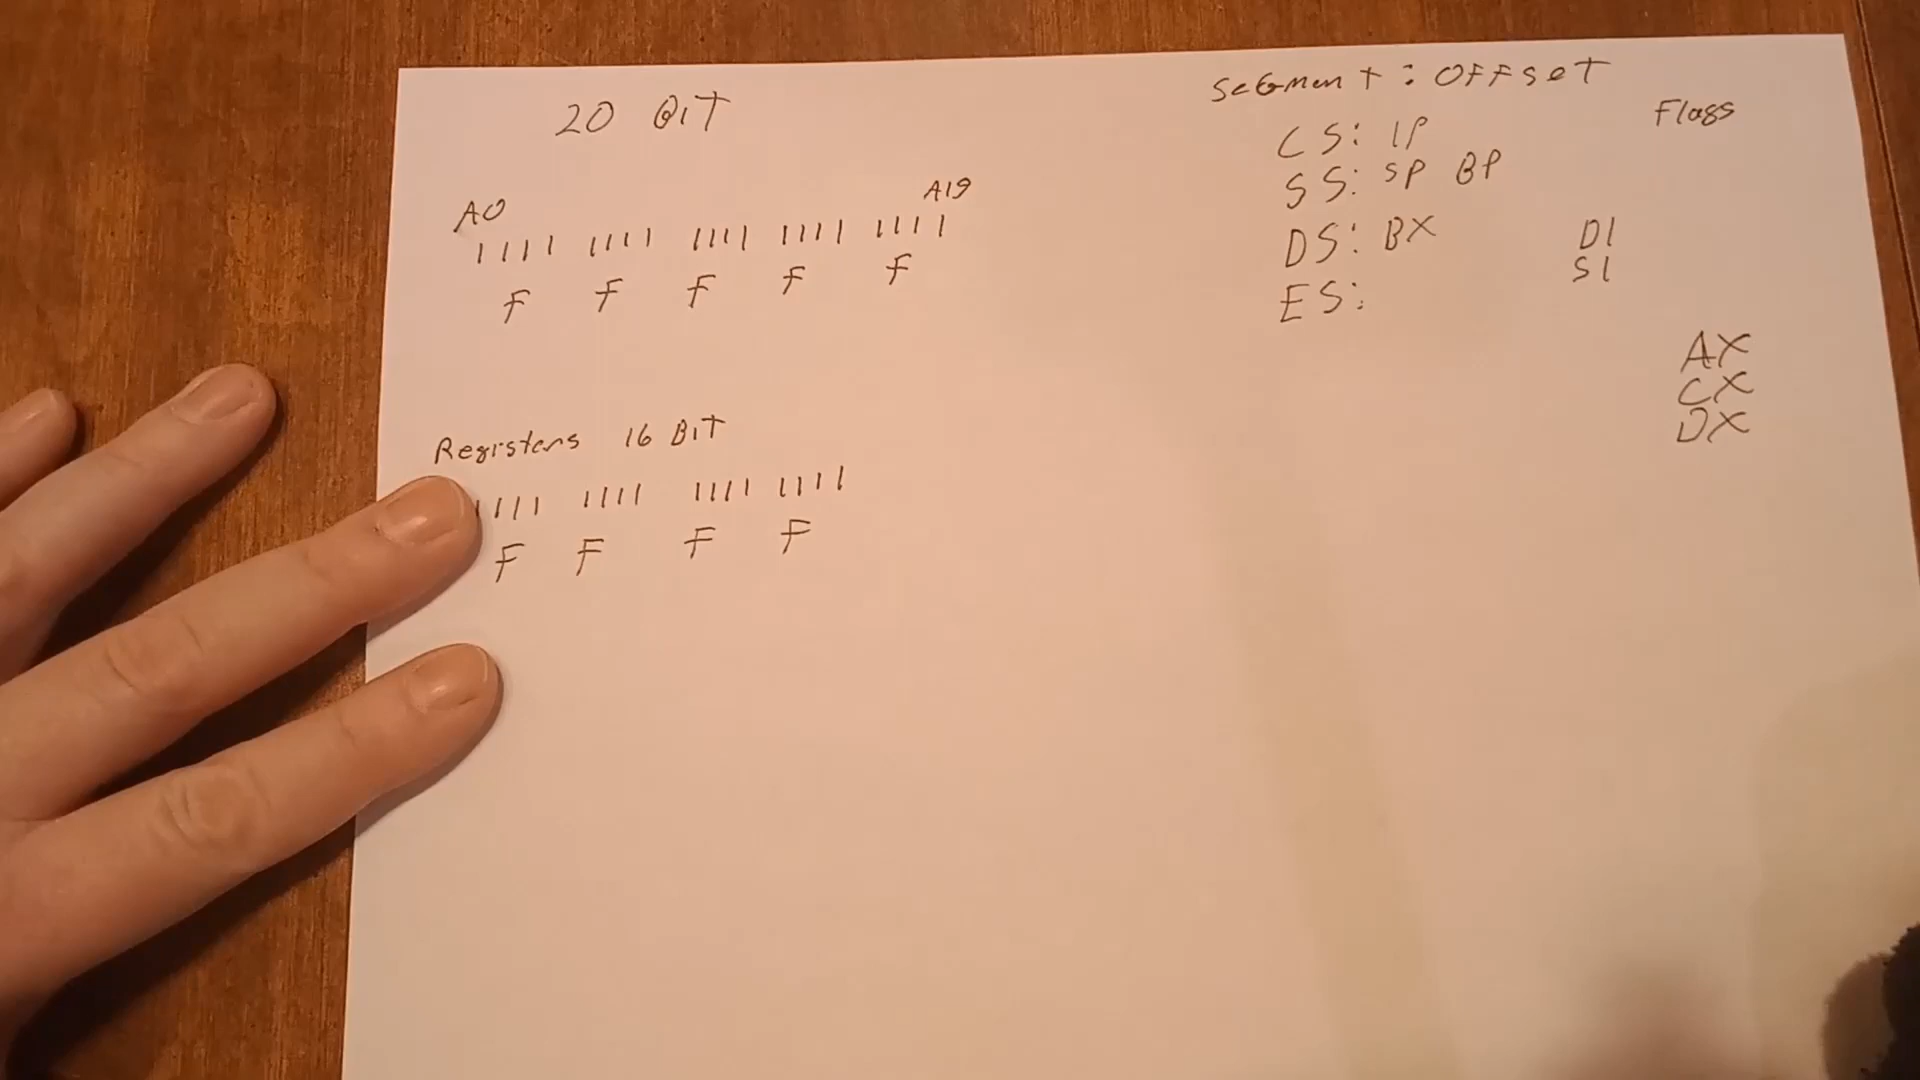 20 BIT
A0 A19
1111 1111 1111 1111 1111
F F F F F
Registers 16 BIT
1111 1111 1111 1111
F F F F
Segment : OFFset
Flags
CS: IP
SS: SP BP
DS: BX
DI
SI
ES:
AX
CX
DX